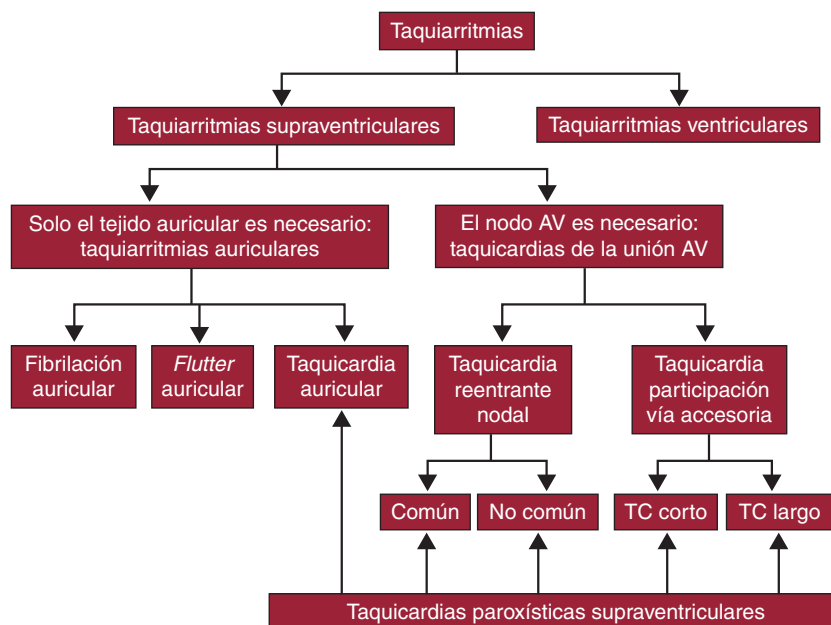 Taquiarritmias
Taquiarritmias supraventriculares
Taquiarritmias ventriculares
Solo el tejido auricular es necesario:
taquiarritmias auriculares
El nodo AV es necesario:
taquicardias de la unión AV
Fibrilación
auricular
Flutter
auricular
Taquicardia
auricular
Taquicardia
reentrante
nodal
Taquicardia
participación
vía accesoria
Común
No común
TC corto
TC largo
Taquicardias paroxísticas supraventriculares